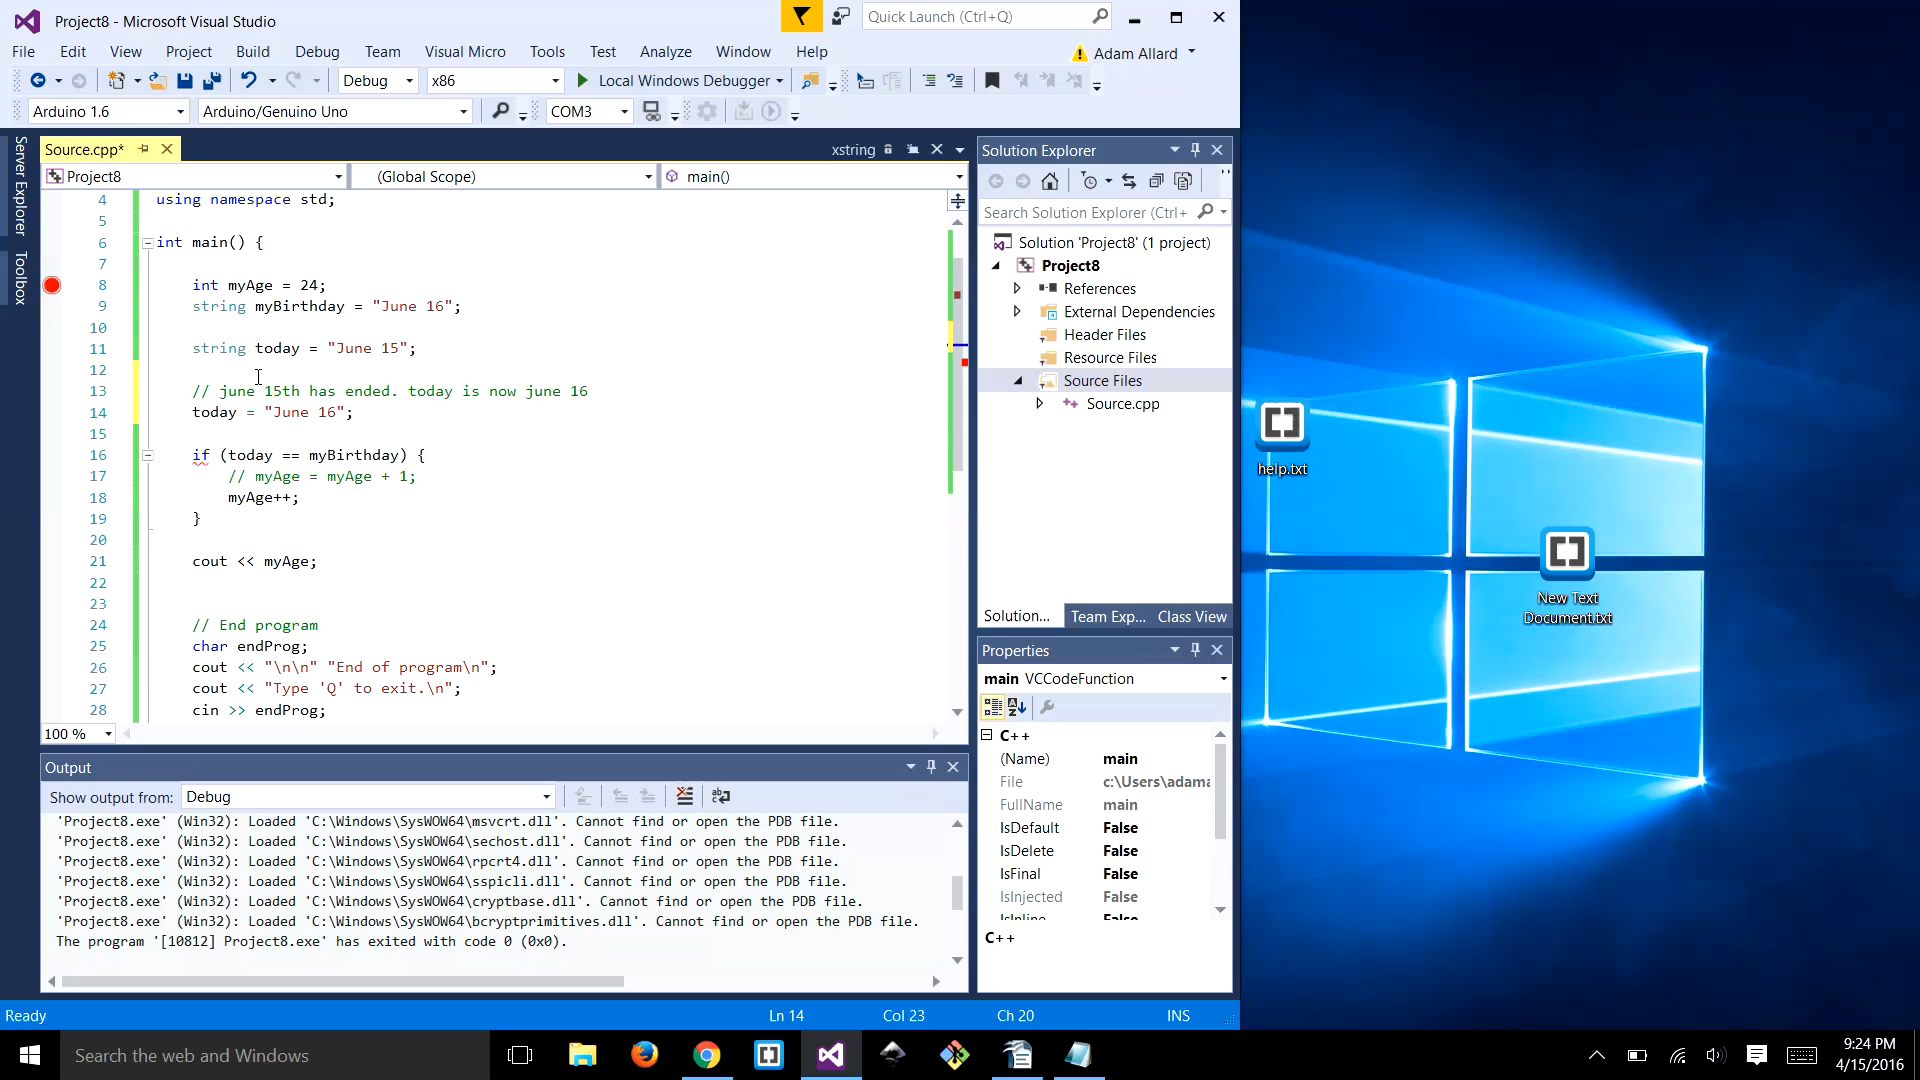 Project8 - Microsoft Visual Studio
Quick Launch (Ctrl+Q)
File Edit View Project Build Debug Team Visual Micro Tools Test Analyze Window Help
Adam Allard
Debug x86 Local Windows Debugger
Arduino 1.6 Arduino/Genuino Uno COM3
Server Explorer
Toolbox
Source.cpp*
xstring
Project8 (Global Scope) main()
4 using namespace std;
5
6 int main() {
7
8 int myAge = 24;
9 string myBirthday = "June 16";
10
11 string today = "June 15";
12
13 // june 15th has ended. today is now june 16
14 today = "June 16";
15
16 if (today == myBirthday) {
17 // myAge = myAge + 1;
18 myAge++;
19 }
20
21 cout << myAge;
22
23
24 // End program
25 char endProg;
26 cout << "\n\n" "End of program\n";
27 cout << "Type 'Q' to exit.\n";
28 cin >> endProg;
100 %
Output
Show output from: Debug
'Project8.exe' (Win32): Loaded 'C:\Windows\SysWOW64\msvcrt.dll'. Cannot find or open the PDB file.
'Project8.exe' (Win32): Loaded 'C:\Windows\SysWOW64\sechost.dll'. Cannot find or open the PDB file.
'Project8.exe' (Win32): Loaded 'C:\Windows\SysWOW64\rpcrt4.dll'. Cannot find or open the PDB file.
'Project8.exe' (Win32): Loaded 'C:\Windows\SysWOW64\sspicli.dll'. Cannot find or open the PDB file.
'Project8.exe' (Win32): Loaded 'C:\Windows\SysWOW64\cryptbase.dll'. Cannot find or open the PDB file.
'Project8.exe' (Win32): Loaded 'C:\Windows\SysWOW64\bcryptprimitives.dll'. Cannot find or open the PDB file.
The program '[10812] Project8.exe' has exited with code 0 (0x0).
Solution Explorer
Search Solution Explorer (Ctrl+
Solution 'Project8' (1 project)
Project8
References
External Dependencies
Header Files
Resource Files
Source Files
Source.cpp
Solution... Team Exp... Class View
Properties
main VCCodeFunction
C++
(Name) main
File c:\Users\adama
FullName main
IsDefault False
IsDelete False
IsFinal False
IsInjected False
IsInline False
C++
Ready Ln 14 Col 23 Ch 20 INS
help.txt
New Text
Document.txt
Search the web and Windows
9:24 PM
4/15/2016